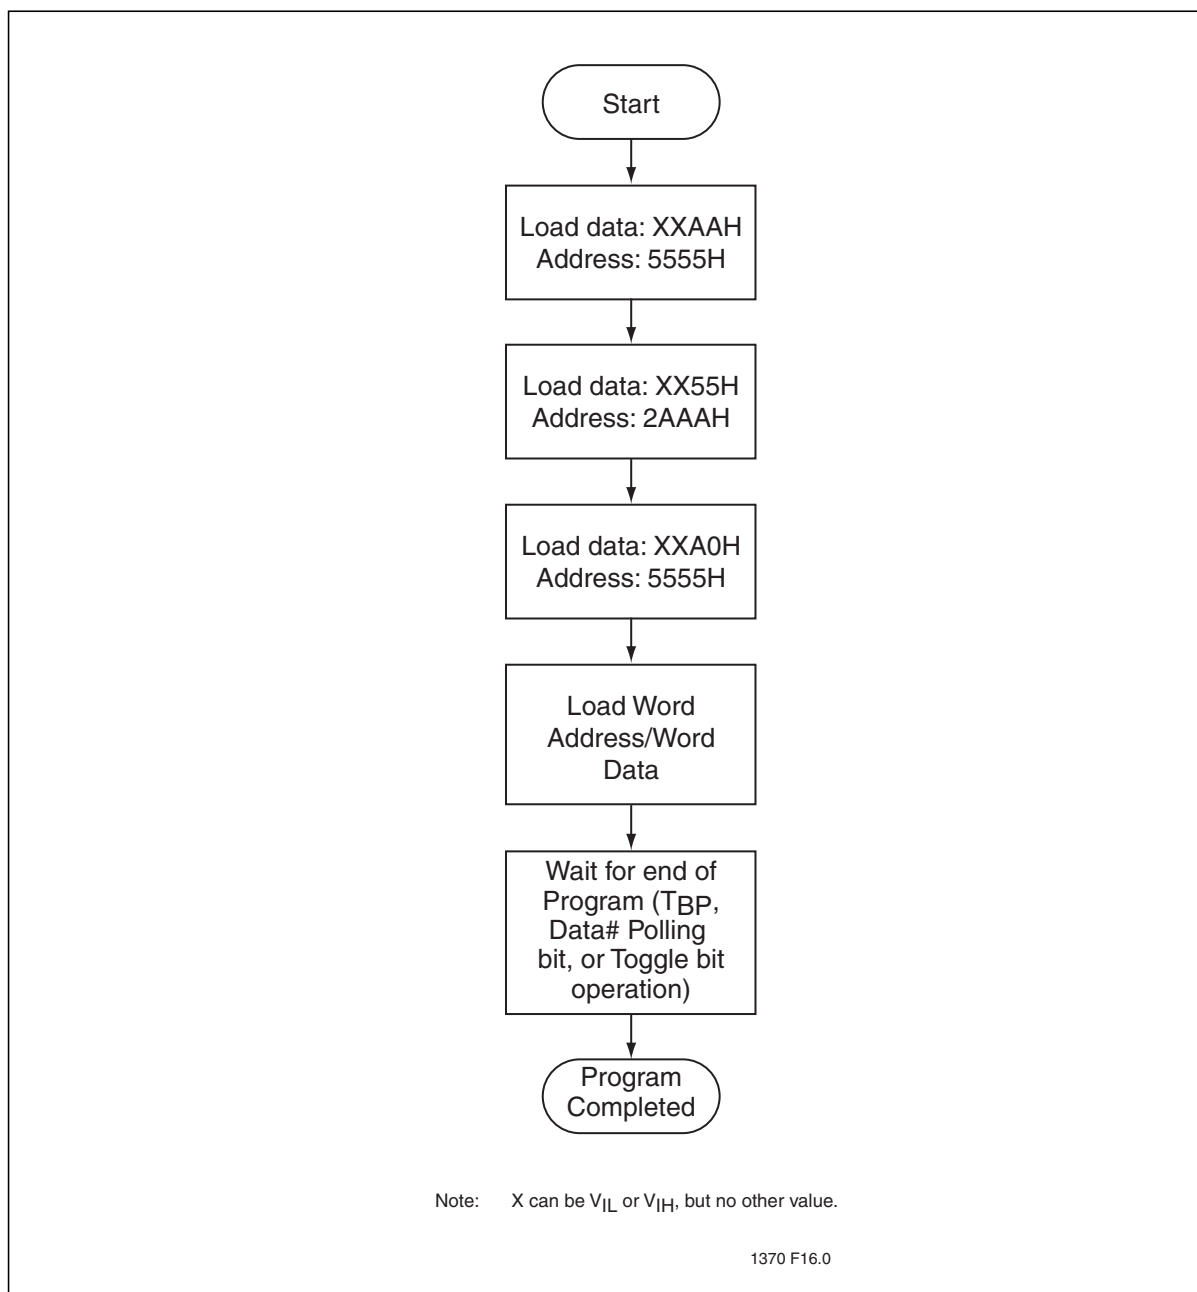 Start
Load data: XXAAH
Address: 5555H
Load data: XX55H
Address: 2AAAH
Load data: XXA0H
Address: 5555H
Load Word
Address/Word
Data
Wait for end of
Program (TBP,
Data# Polling
bit, or Toggle bit
operation)
Program
Completed
Note: X can be VIL or VIH, but no other value.
1370 F16.0